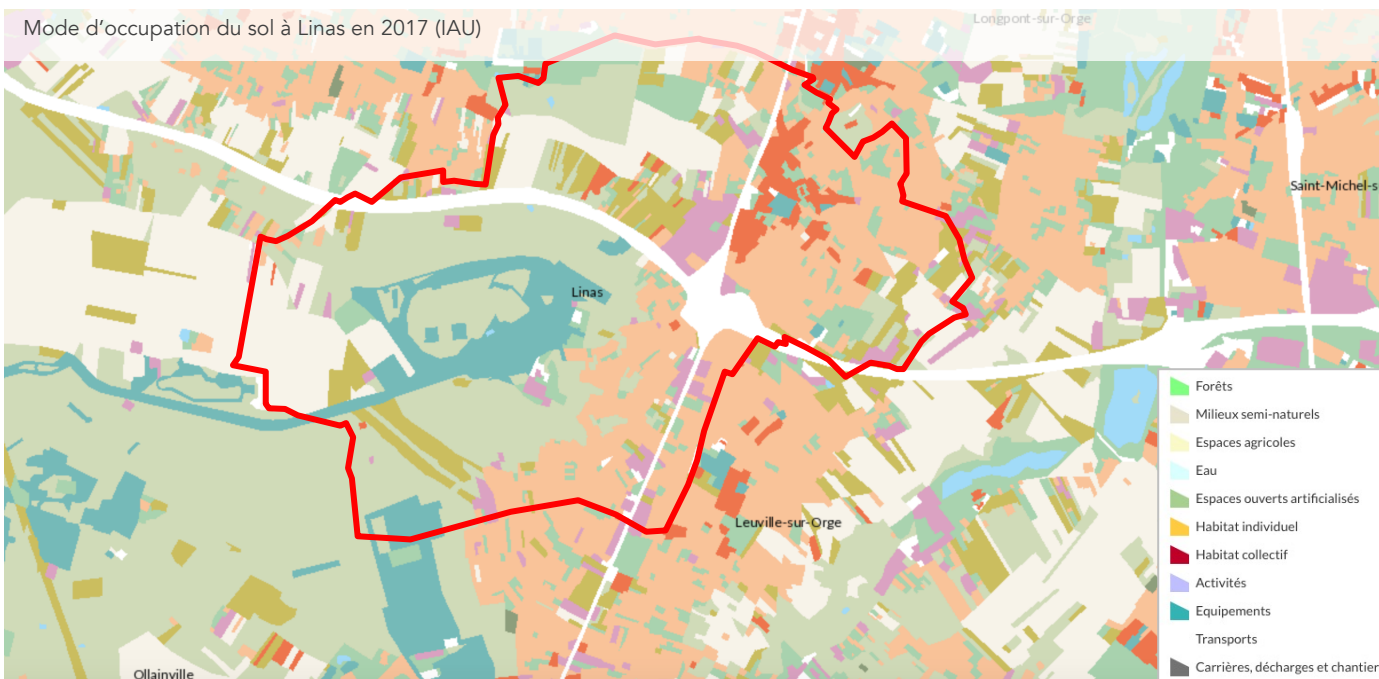 Mode d'occupation du sol à Linas en 2017 (IAU)
Longpont-sur-Orge
Saint-Michel-s
Linas
Leuville-sur-Orge
Ollainville
Forêts
Milieux semi-naturels
Espaces agricoles
Eau
Espaces ouverts artificialisés
Habitat individuel
Habitat collectif
Activités
Equipements
Transports
Carrières, décharges et chantier